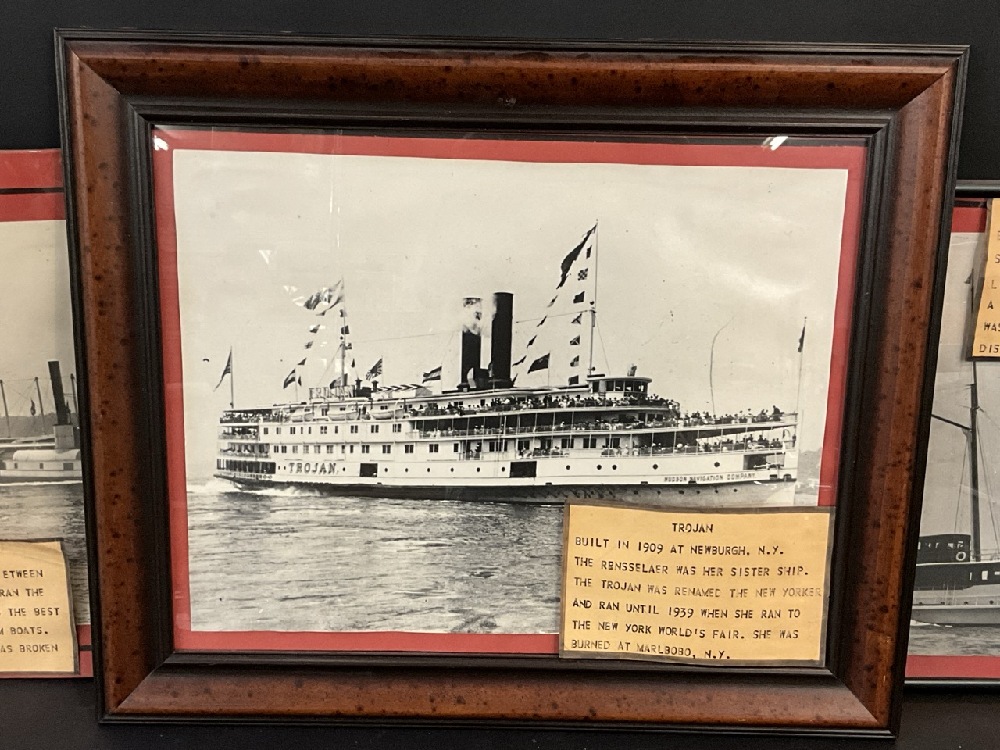 TROJAN
HUDSON NAVIGATION COMPANY
TROJAN
BUILT IN 1909 AT NEWBURGH, N.Y.
THE RENSSELAER WAS HER SISTER SHIP.
THE TROJAN WAS RENAMED THE NEW YORKER
AND RAN UNTIL 1939 WHEN SHE RAN TO
THE NEW YORK WORLD'S FAIR. SHE WAS
BURNED AT MARLBOBO, N.Y.
ETWEEN
RAN THE
THE BEST
BOATS.
AS BROKEN
S
L
A
WAS
DIS